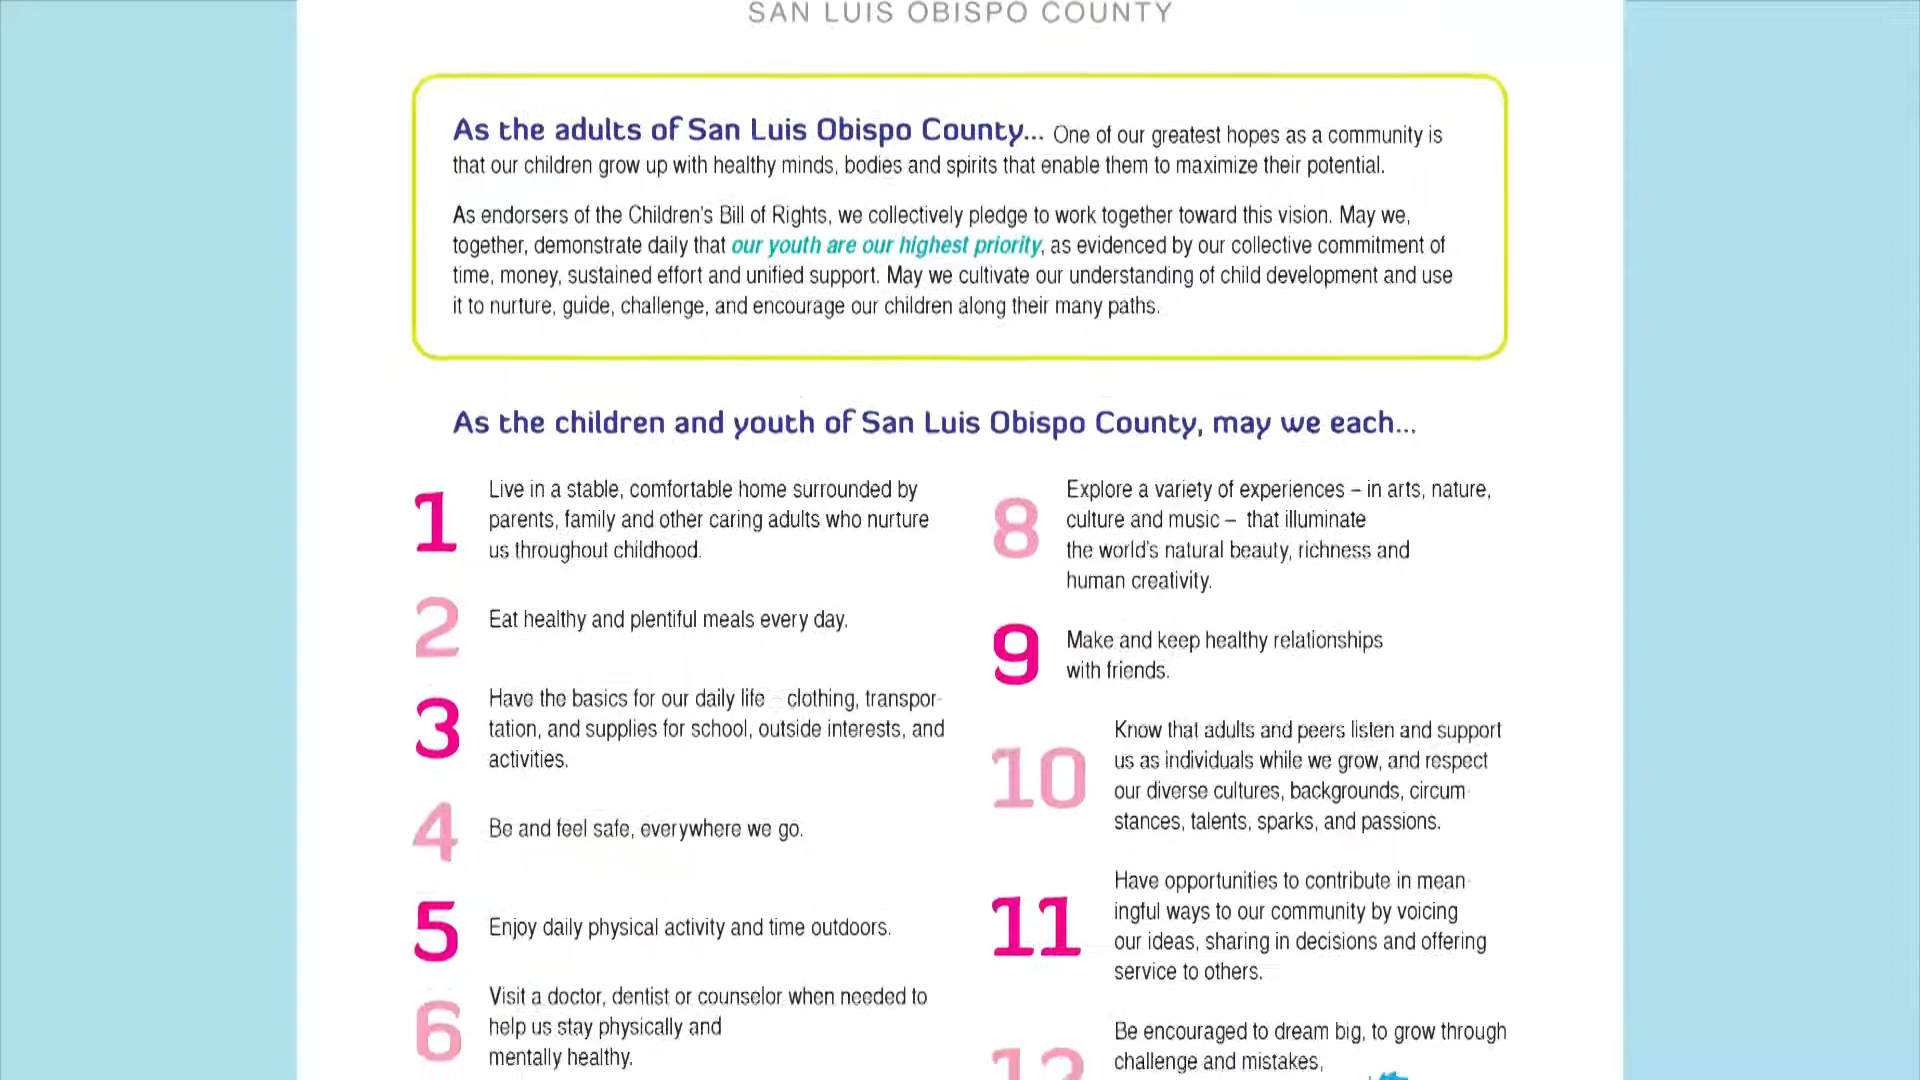 SAN LUIS OBISPO COUNTY
As the adults of San Luis Obispo County... One of our greatest hopes as a community is
that our children grow up with healthy minds, bodies and spirits that enable them to maximize their potential.
As endorsers of the Children's Bill of Rights, we collectively pledge to work together toward this vision. May we,
together, demonstrate daily that our youth are our highest priority, as evidenced by our collective commitment of
time, money, sustained effort and unified support. May we cultivate our understanding of child development and use
it to nurture, guide, challenge, and encourage our children along their many paths.
As the children and youth of San Luis Obispo County, may we each...
1
Live in a stable, comfortable home surrounded by
parents, family and other caring adults who nurture
us throughout childhood.
2
Eat healthy and plentiful meals every day.
3
Have the basics for our daily life – clothing, transpor-
tation, and supplies for school, outside interests, and
activities.
4
Be and feel safe, everywhere we go.
5
Enjoy daily physical activity and time outdoors.
6
Visit a doctor, dentist or counselor when needed to
help us stay physically and
mentally healthy.
8
Explore a variety of experiences – in arts, nature,
culture and music – that illuminate
the world's natural beauty, richness and
human creativity.
9
Make and keep healthy relationships
with friends.
10
Know that adults and peers listen and support
us as individuals while we grow, and respect
our diverse cultures, backgrounds, circum-
stances, talents, sparks, and passions.
11
Have opportunities to contribute in mean-
ingful ways to our community by voicing
our ideas, sharing in decisions and offering
service to others.
12
Be encouraged to dream big, to grow through
challenge and mistakes,